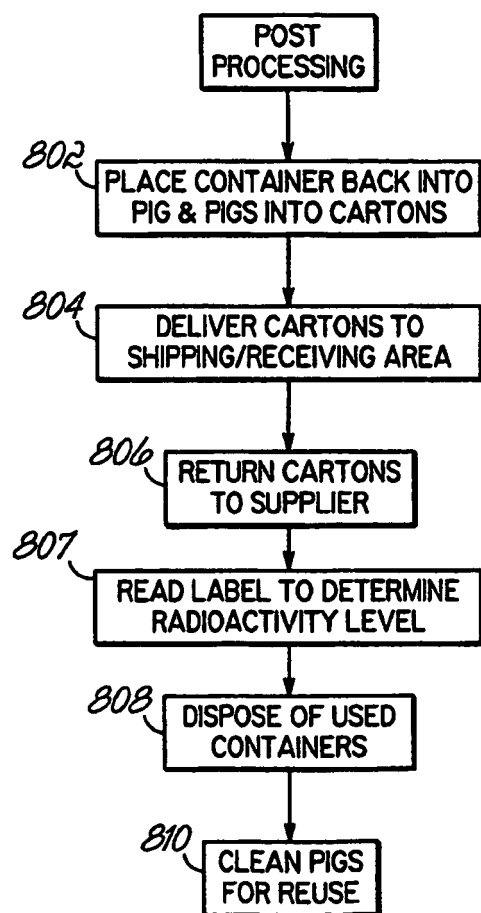 POST
PROCESSING
802
PLACE CONTAINER BACK INTO
PIG & PIGS INTO CARTONS
804
DELIVER CARTONS TO
SHIPPING/RECEIVING AREA
806
RETURN CARTONS
TO SUPPLIER
807
READ LABEL TO DETERMINE
RADIOACTIVITY LEVEL
808
DISPOSE OF USED
CONTAINERS
810
CLEAN PIGS
FOR REUSE